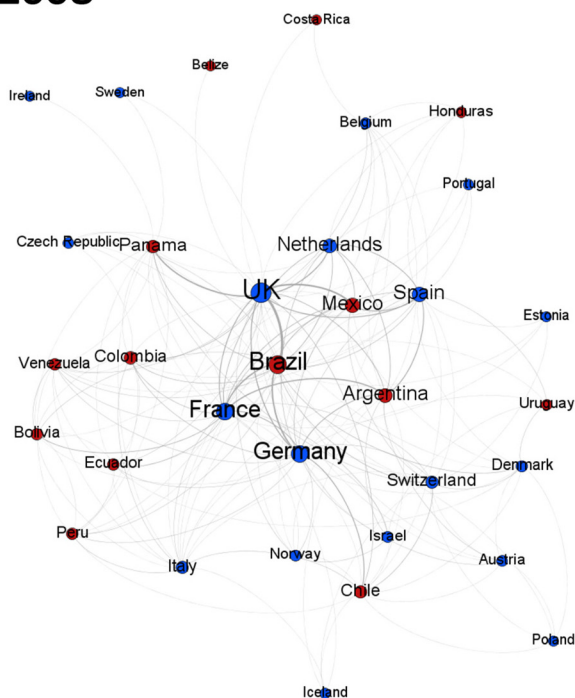 Costa Rica
Belize
Ireland
Sweden
Belgium
Honduras
Portugal
Czech Republic
Panama
Netherlands
UK
Mexico
Spain
Estonia
Venezuela
Colombia
Brazil
Argentina
Uruguay
France
Bolivia
Germany
Ecuador
Switzerland
Denmark
Peru
Israel
Norway
Italy
Austria
Chile
Poland
Iceland